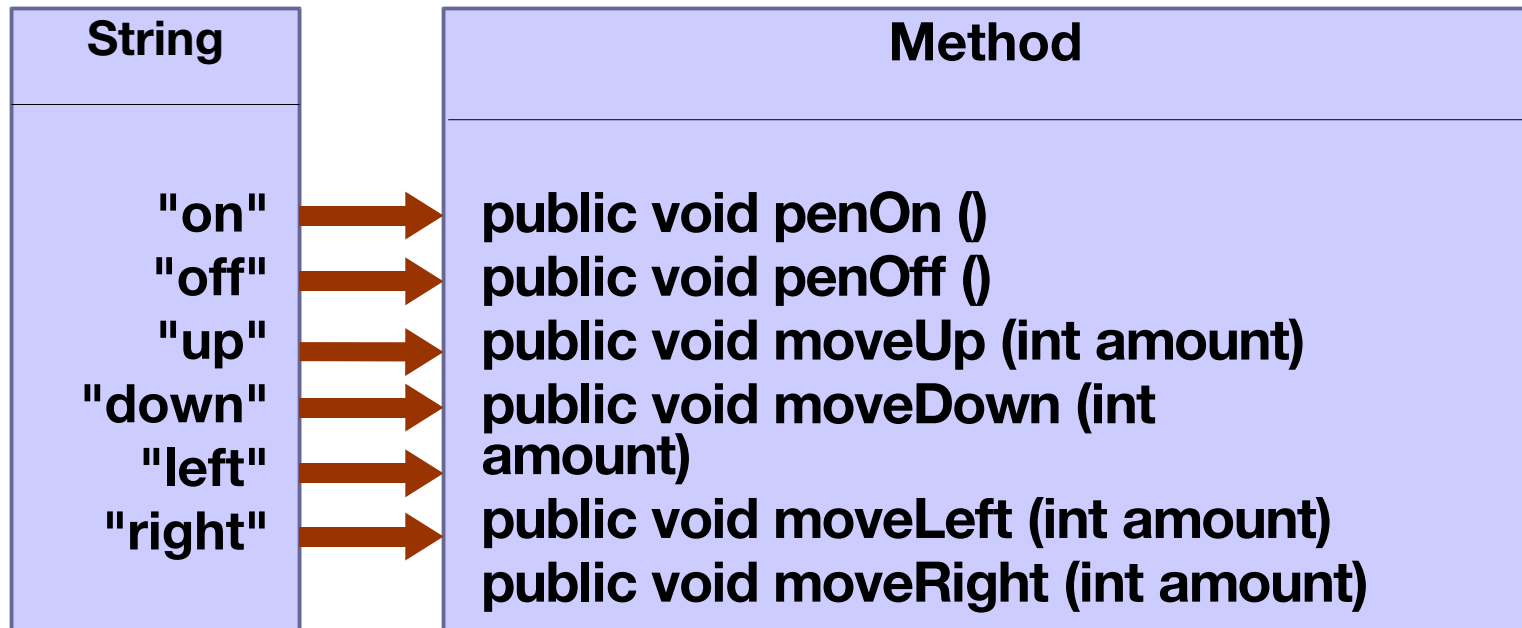 String
Method
"on"
"off"
"up"
"down"
"left"
"right"
public void penOn ()
public void penOff ()
public void moveUp (int amount)
public void moveDown (int
amount)
public void moveLeft (int amount)
public void moveRight (int amount)